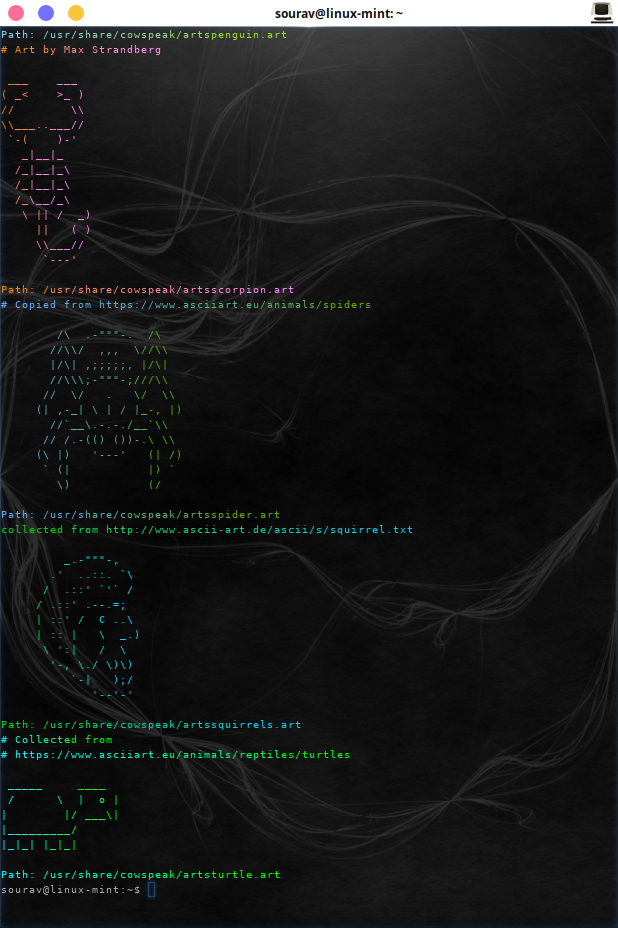 sourav@linux-mint: ~
Path: /usr/share/cowspeak/artspenguin.art
# Art by Max Strandberg
 ___    ___
( _<    >_ )
//        \\
\\___..___//
 `-(    )-'
   _|__|_
  /_|__|_\
  /_|__|_\
  /_\__/_\
   \ || /  _)
     ||   ( )
     \\___//
      `---'
Path: /usr/share/cowspeak/artsscorpion.art
# Copied from https://www.asciiart.eu/animals/spiders
        /\  .-"""-.  /\
       //\\/  ,,,  \//\\
       |/\| ,;;;;;, |/\|
       //\\\;-"""-;///\\
      //  \/   .   \/  \\
     (| ,-_| \ | / |_-, |)
       //`__\.-.-./__`\\
      // /.-(() ())-.\ \\
     (\ |)   '---'   (| /)
      ` (|           |) `
        \)           (/
Path: /usr/share/cowspeak/artsspider.art
collected from http://www.ascii-art.de/ascii/s/squirrel.txt
         _.-"""-,
       .'  ..::. `\
      /  .::' `'` /
     / .::' .--.=;
     | ::' /  C ..\
     | :: |   \  _.)
      \ ':|   /  \
       '-, \./ \)\)
          `-|   );/
             '--'-'
Path: /usr/share/cowspeak/artssquirrels.art
# Collected from
# https://www.asciiart.eu/animals/reptiles/turtles
 _____     ____
 /      \  |  o |
|        |/ ___\|
|_________/
|_|_| |_|_|
Path: /usr/share/cowspeak/artsturtle.art
sourav@linux-mint:~$